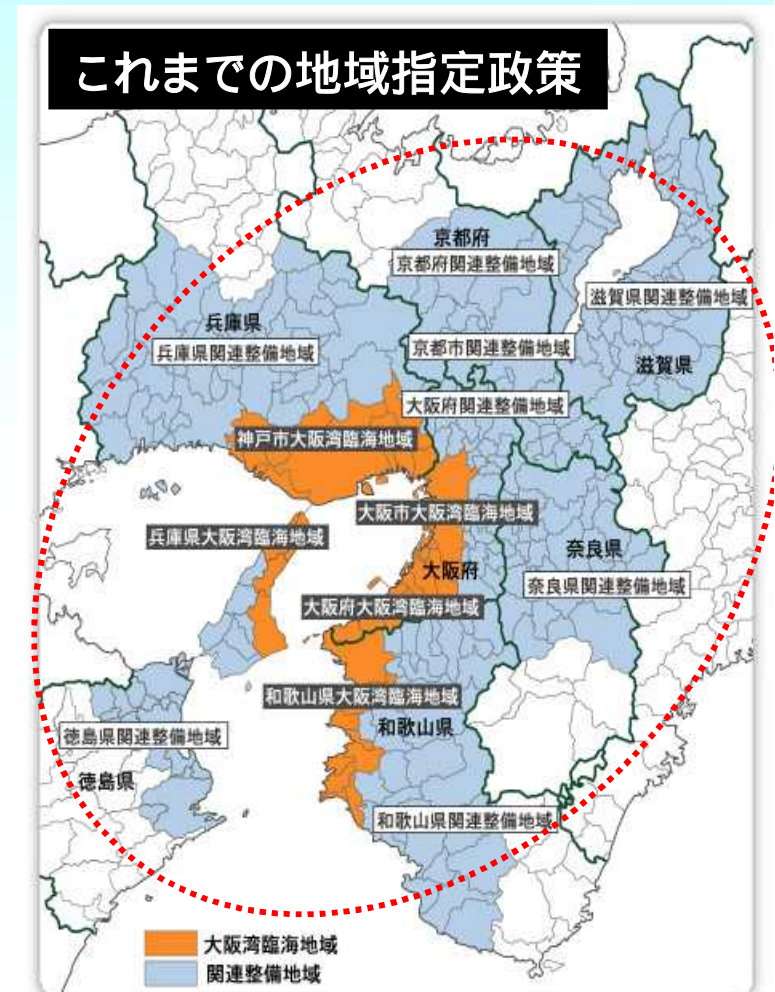 これまでの地域指定政策
京都府
京都府関連整備地域
滋賀県関連整備地域
兵庫県
兵庫県関連整備地域
京都市関連整備地域
滋賀県
大阪府関連整備地域
神戸市大阪湾臨海地域
大阪市大阪湾臨海地域
兵庫県大阪湾臨海地域
奈良県
大阪府
奈良県関連整備地域
大阪府大阪湾臨海地域
和歌山県大阪湾臨海地域
和歌山県
徳島県関連整備地域
徳島県
和歌山県関連整備地域
大阪湾臨海地域
関連整備地域